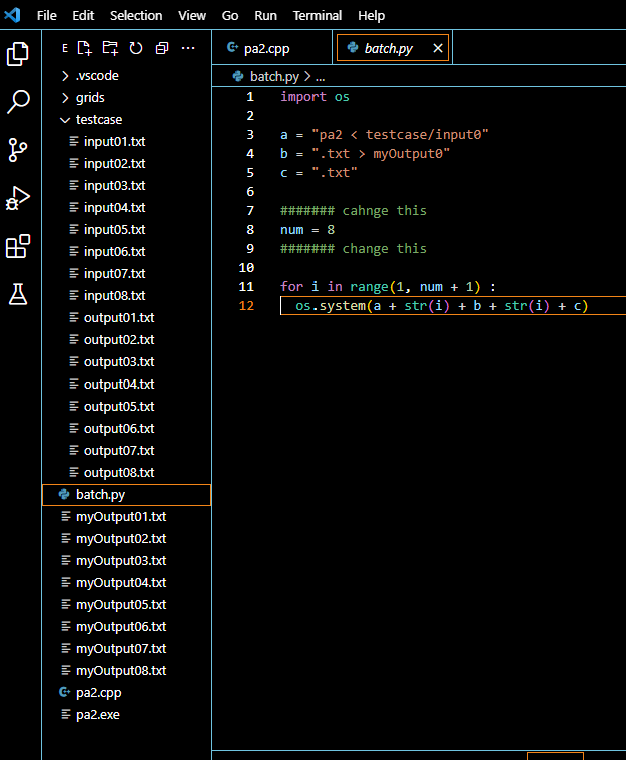 File Edit Selection View Go Run Terminal Help
E ...
pa2.cpp batch.py
batch.py > ...
.vscode
grids
testcase
input01.txt
input02.txt
input03.txt
input04.txt
input05.txt
input06.txt
input07.txt
input08.txt
output01.txt
output02.txt
output03.txt
output04.txt
output05.txt
output06.txt
output07.txt
output08.txt
batch.py
myOutput01.txt
myOutput02.txt
myOutput03.txt
myOutput04.txt
myOutput05.txt
myOutput06.txt
myOutput07.txt
myOutput08.txt
pa2.cpp
pa2.exe
1 import os
2
3 a = "pa2 < testcase/input0"
4 b = ".txt > myOutput0"
5 c = ".txt"
6
7 ####### cahnge this
8 num = 8
9 ####### change this
10
11 for i in range(1, num + 1) :
12 os.system(a + str(i) + b + str(i) + c)